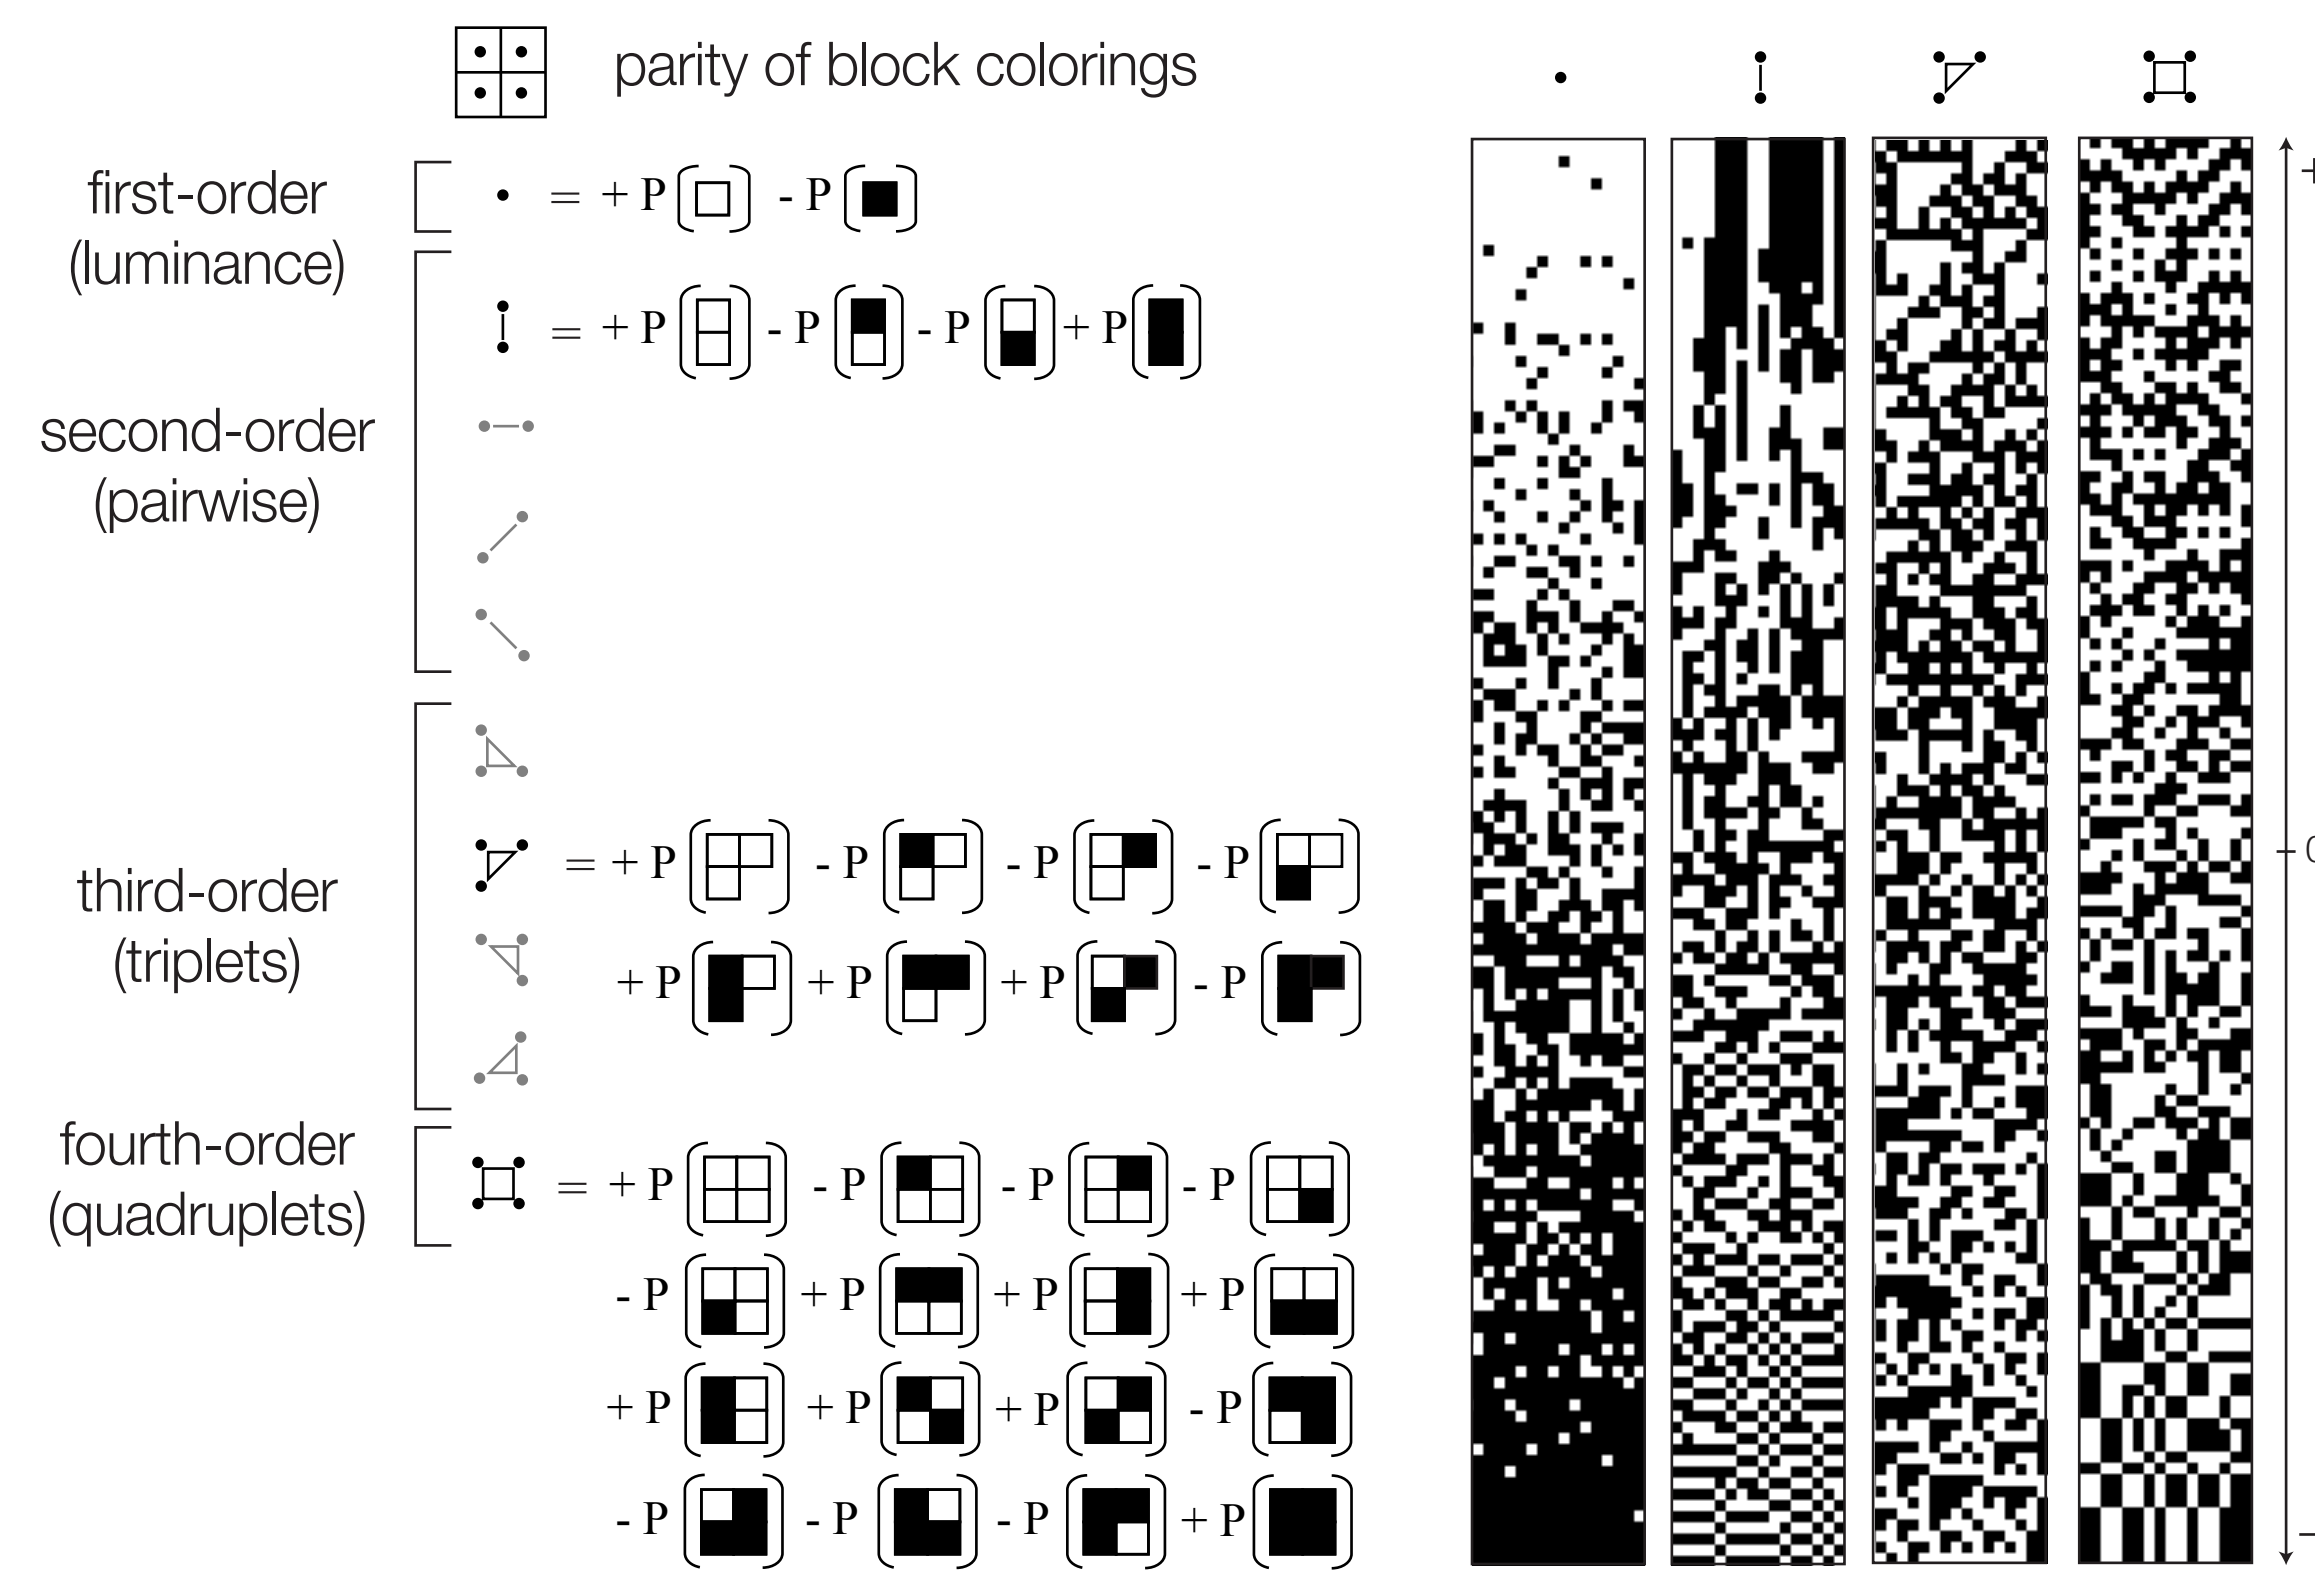 parity of block colorings
first-order
(luminance)
= + P - P
second-order
(pairwise)
= + P - P - P + P
third-order
(triplets)
= + P - P - P - P
+ P + P + P - P
fourth-order
(quadruplets)
= + P - P - P - P
- P + P + P + P
+ P + P + P - P
- P - P - P + P
+
0
-